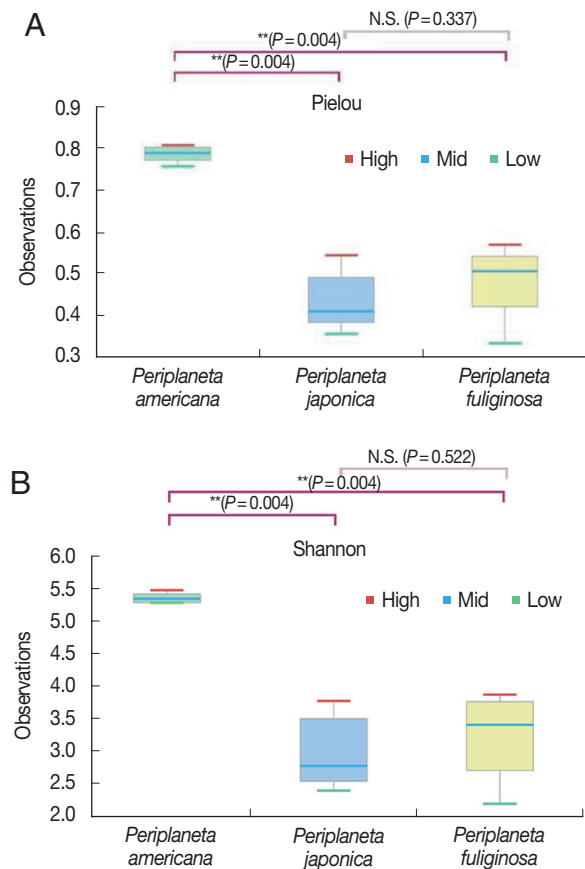 A
N.S. (P = 0.337)
**(P = 0.004)
**(P = 0.004)
Pielou
High Mid Low
Observations
0.9
0.8
0.7
0.6
0.5
0.4
0.3
Periplaneta americana
Periplaneta japonica
Periplaneta fuliginosa
B
N.S. (P = 0.522)
**(P = 0.004)
**(P = 0.004)
Shannon
High Mid Low
Observations
6.0
5.5
5.0
4.5
4.0
3.5
3.0
2.5
2.0
Periplaneta americana
Periplaneta japonica
Periplaneta fuliginosa